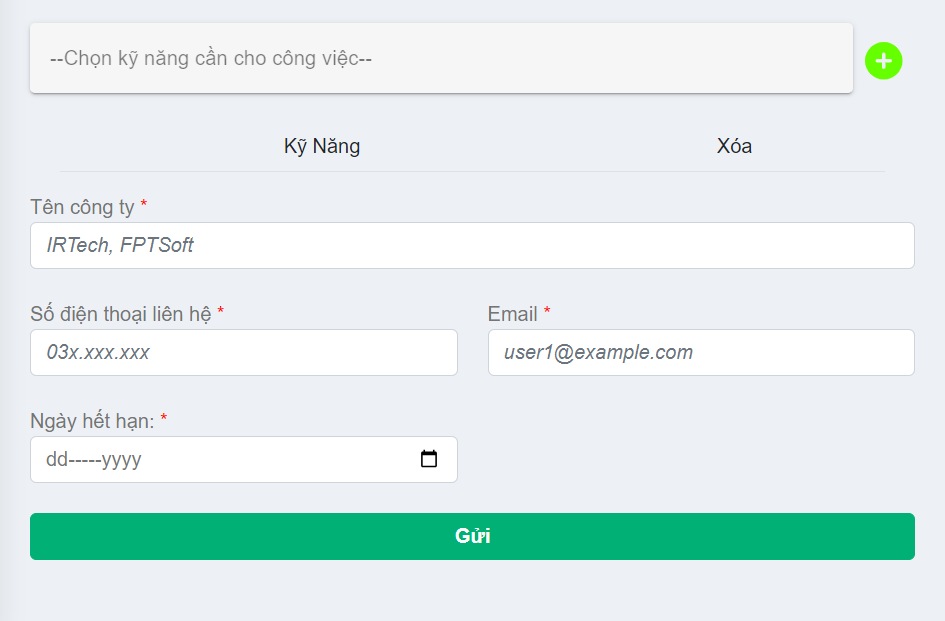 --Chọn kỹ năng cần cho công việc--
Kỹ Năng Xóa
Tên công ty *
IRTech, FPTSoft
Số điện thoại liên hệ * Email *
03x.xxx.xxx user1@example.com
Ngày hết hạn: *
dd-----yyyy
Gửi